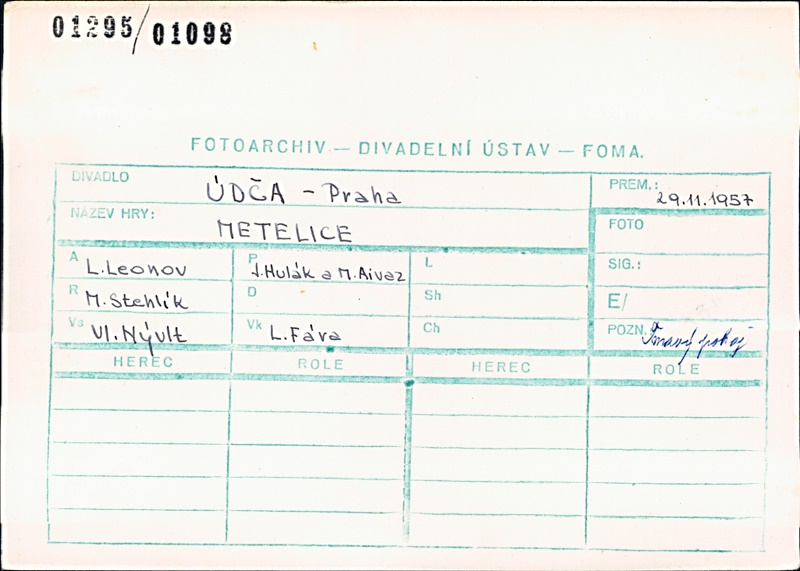 01295/01098
FOTOARCHIV — DIVADELNÍ ÚSTAV — FOMA.
DIVADLO ÚDČA - Praha PREM.: 29.11.1957
NÁZEV HRY: METELICE FOTO
A L. Leonov P J. Hulák a M. Aivaz L SIG.:
R M. Stehlík D Sh E/
Vs Vl. Nývlt Vk L. Fára Ch POZN.
HEREC ROLE HEREC ROLE